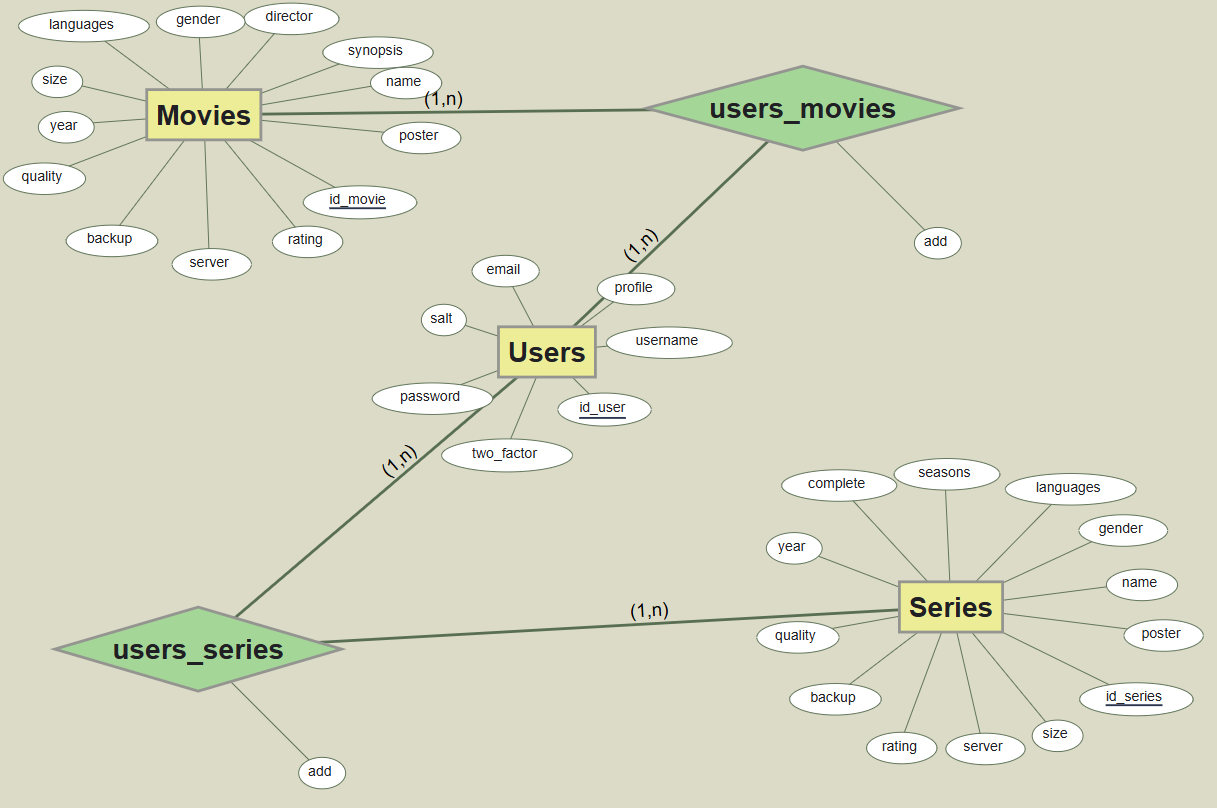 languages
gender
director
synopsis
size
name
Movies
(1,n)
users_movies
year
poster
quality
id_movie
backup
server
rating
add
(1,n)
email
profile
salt
username
Users
password
id_user
two_factor
(1,n)
complete
seasons
languages
gender
year
name
Series
(1,n)
quality
poster
users_series
backup
id_series
rating
server
size
add